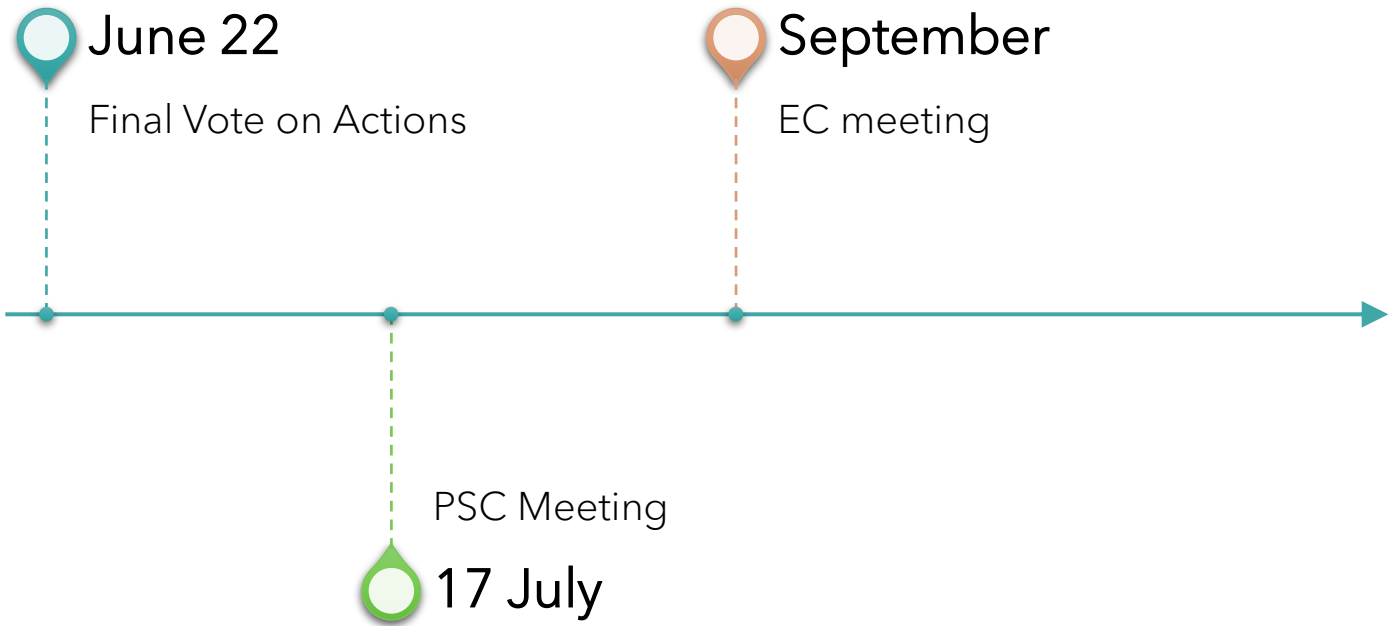 June 22
Final Vote on Actions
September
EC meeting
PSC Meeting
17 July